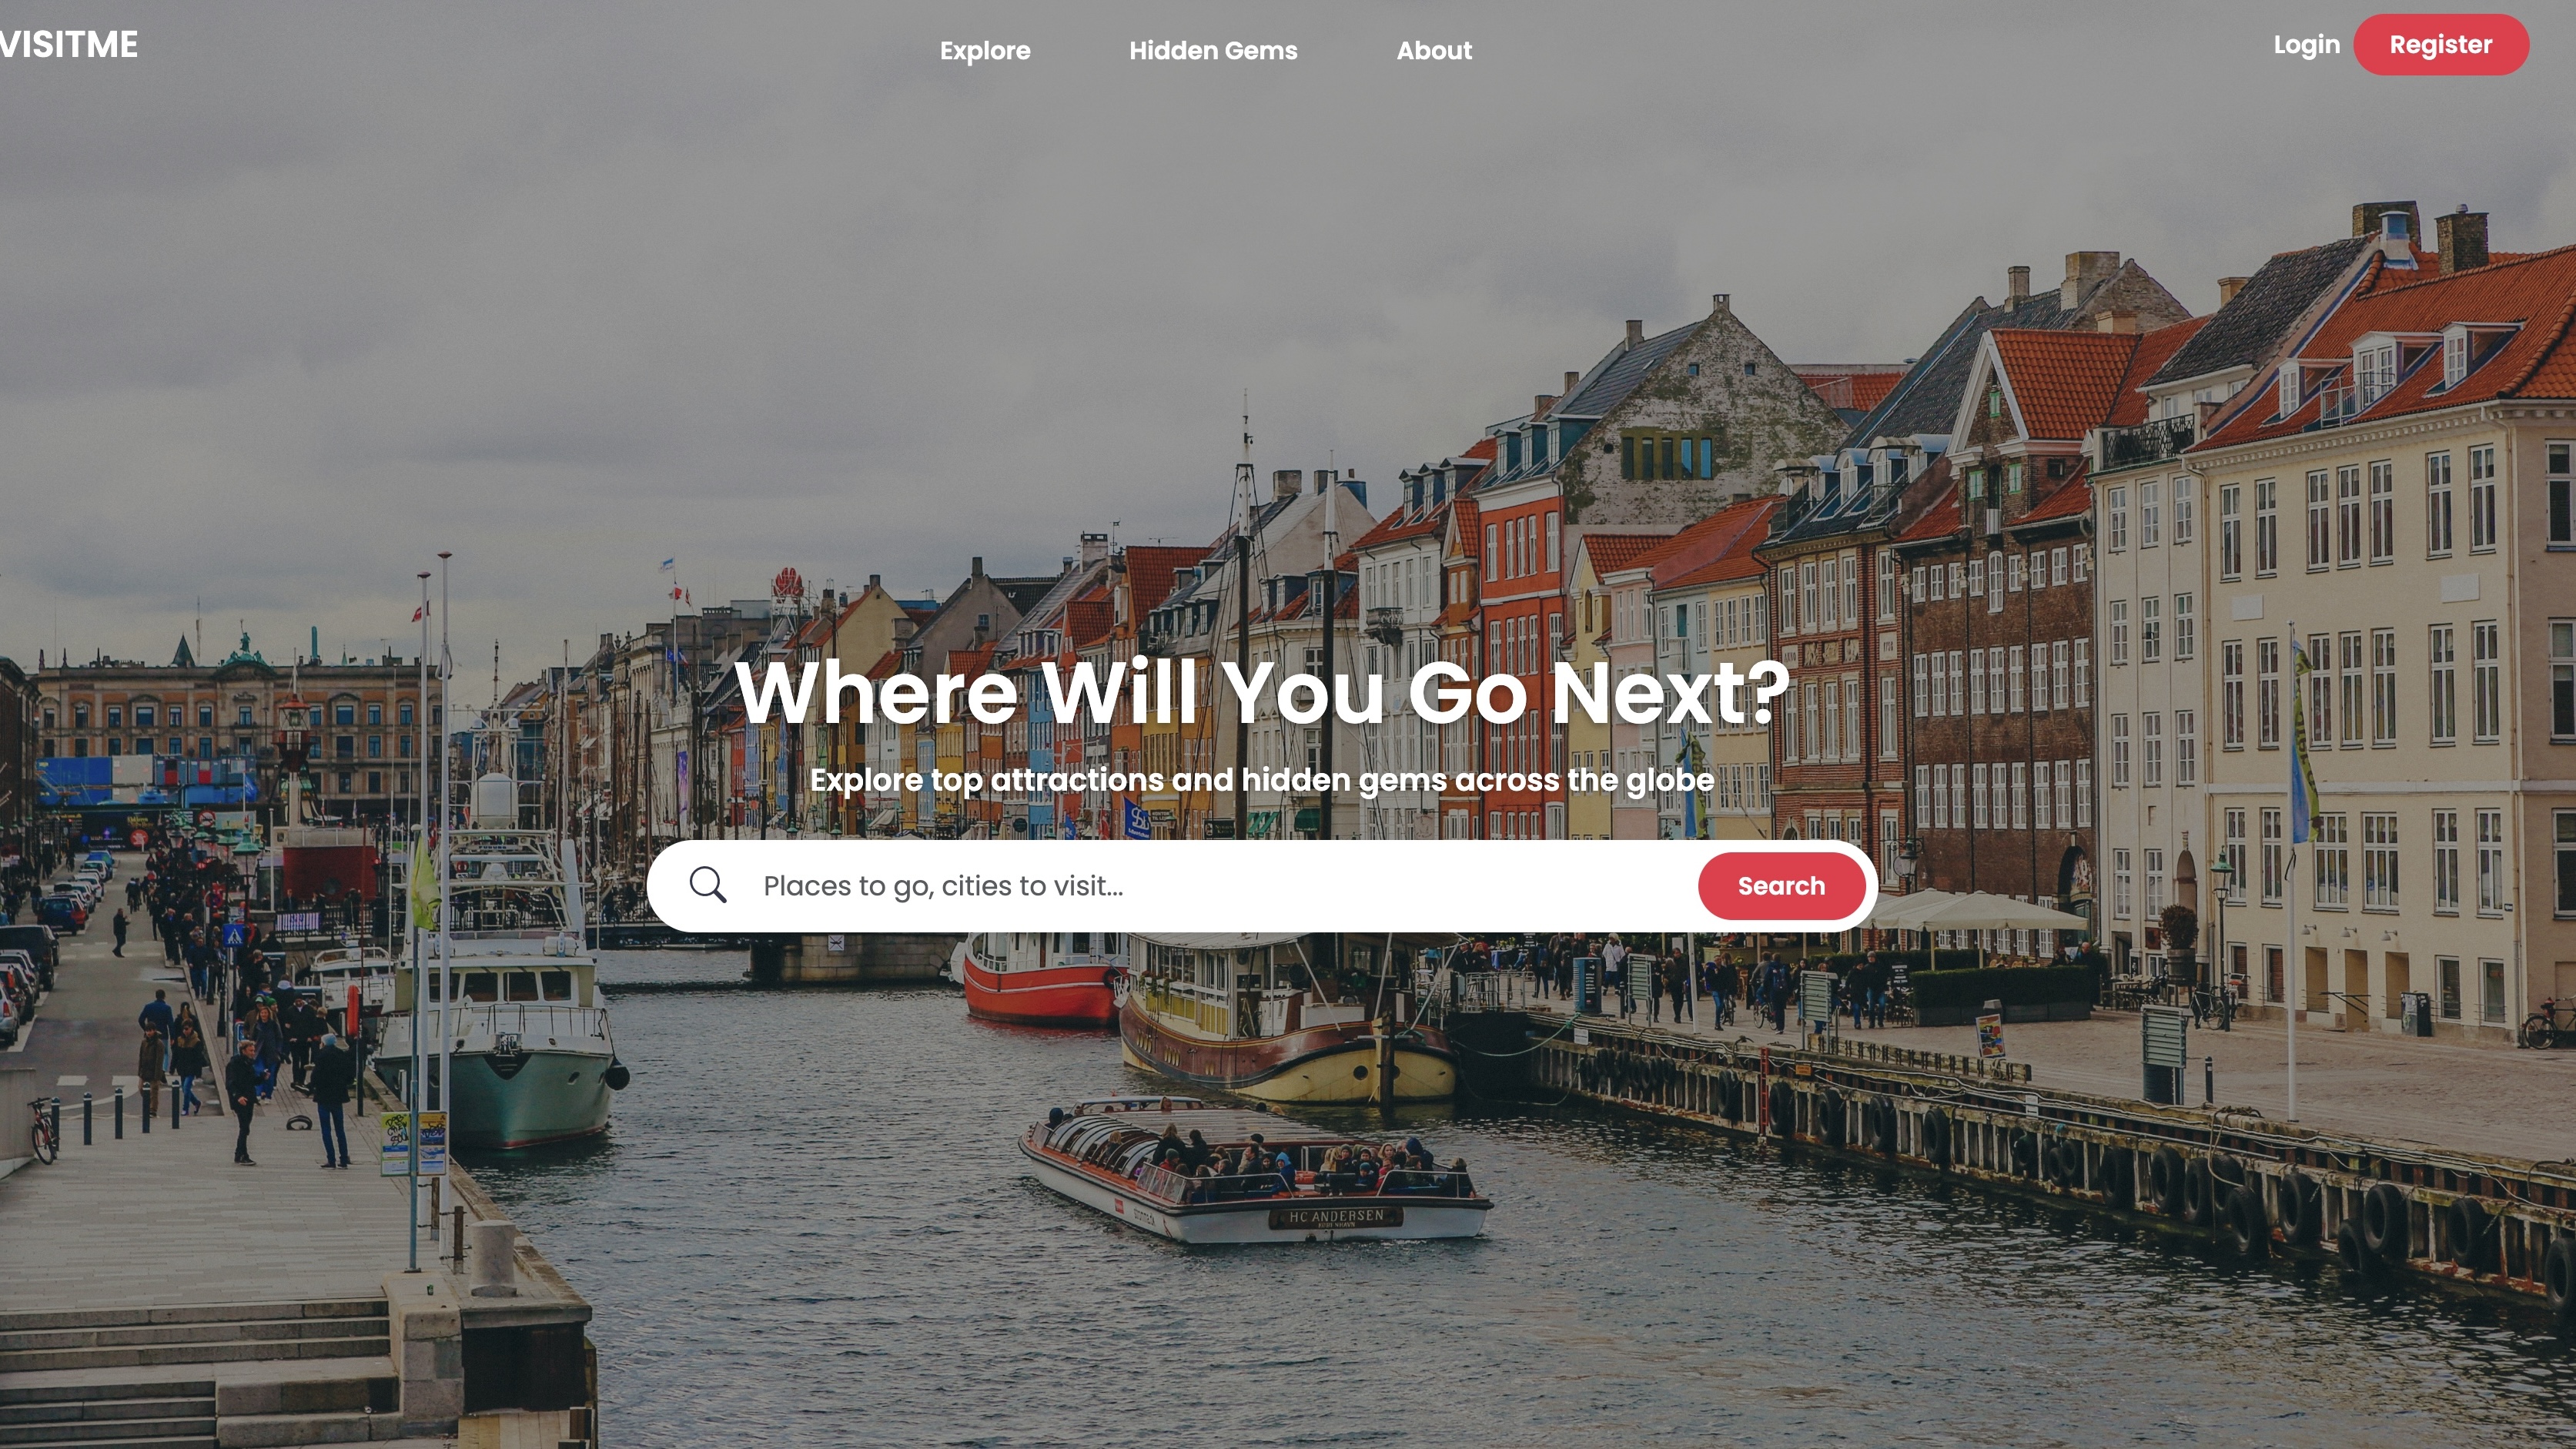 VISITME
Explore
Hidden Gems
About
Login
Register
Where Will You Go Next?
Explore top attractions and hidden gems across the globe
Places to go, cities to visit...
Search
HC ANDERSEN